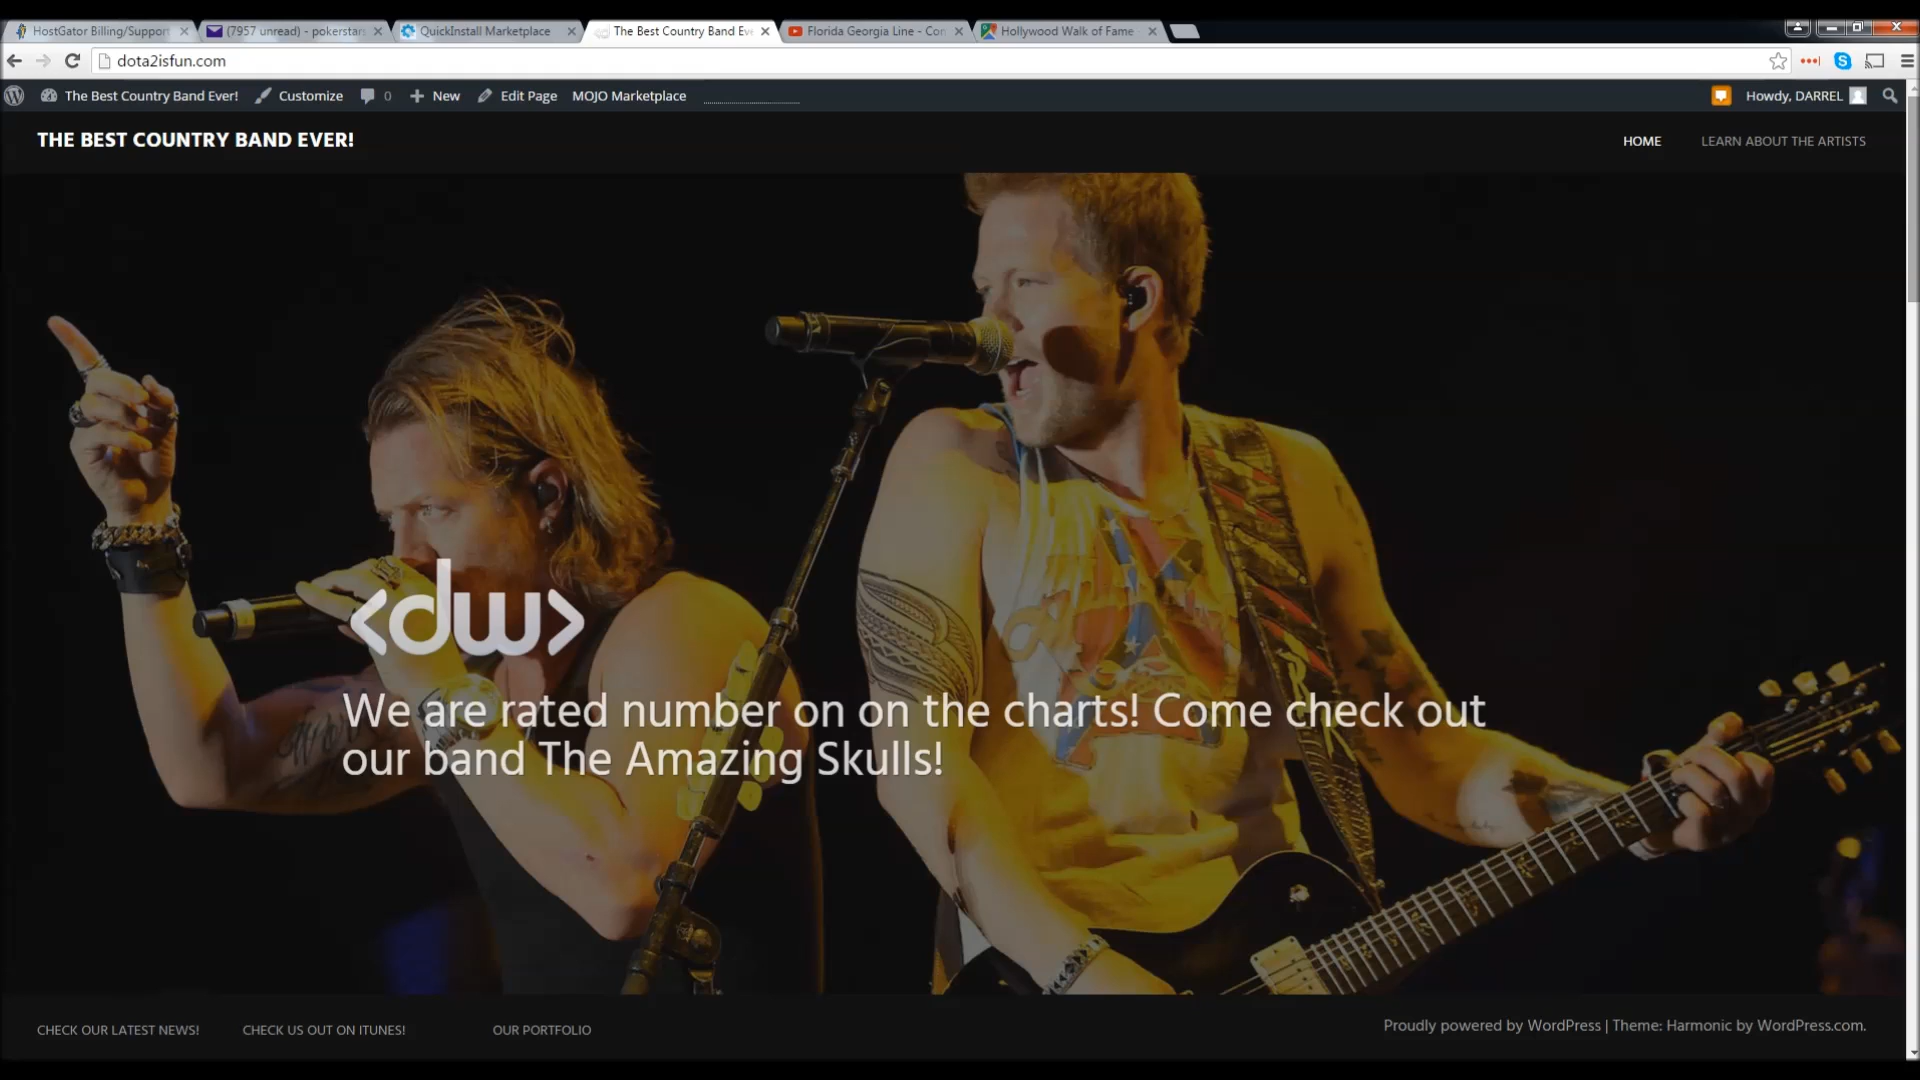 HostGator Billing/Support
(7957 unread) - pokerstar
QuickInstall Marketplace
The Best Country Band Ev
Florida Georgia Line - Con
Hollywood Walk of Fame
dota2isfun.com
The Best Country Band Ever!
Customize
0
New
Edit Page
MOJO Marketplace
Howdy, DARREL
THE BEST COUNTRY BAND EVER!
HOME
LEARN ABOUT THE ARTISTS
<dw>
We are rated number on on the charts! Come check out
our band The Amazing Skulls!
CHECK OUR LATEST NEWS!
CHECK US OUT ON ITUNES!
OUR PORTFOLIO
Proudly powered by WordPress | Theme: Harmonic by WordPress.com.